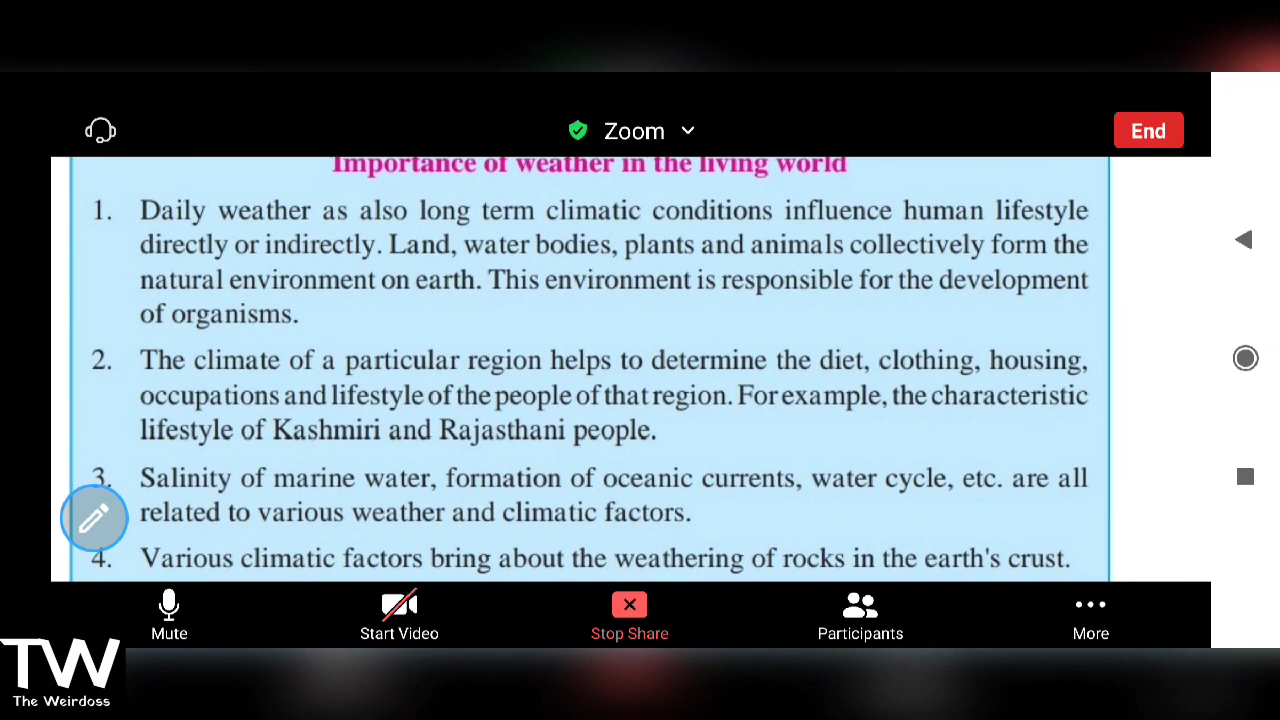 Zoom
End
Importance of weather in the living world
1. Daily weather as also long term climatic conditions influence human lifestyle
directly or indirectly. Land, water bodies, plants and animals collectively form the
natural environment on earth. This environment is responsible for the development
of organisms.
2. The climate of a particular region helps to determine the diet, clothing, housing,
occupations and lifestyle of the people of that region. For example, the characteristic
lifestyle of Kashmiri and Rajasthani people.
3. Salinity of marine water, formation of oceanic currents, water cycle, etc. are all
related to various weather and climatic factors.
4. Various climatic factors bring about the weathering of rocks in the earth's crust.
Mute
Start Video
Stop Share
Participants
More
TW
The Weirdoss